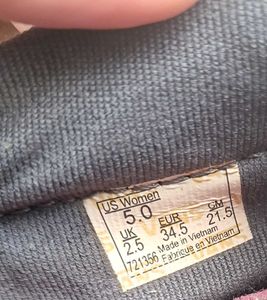 US Women
5.0
UK EUR CM
2.5 34.5 21.5
Made in Vietnam
721356 Fabriqué en Vietnam